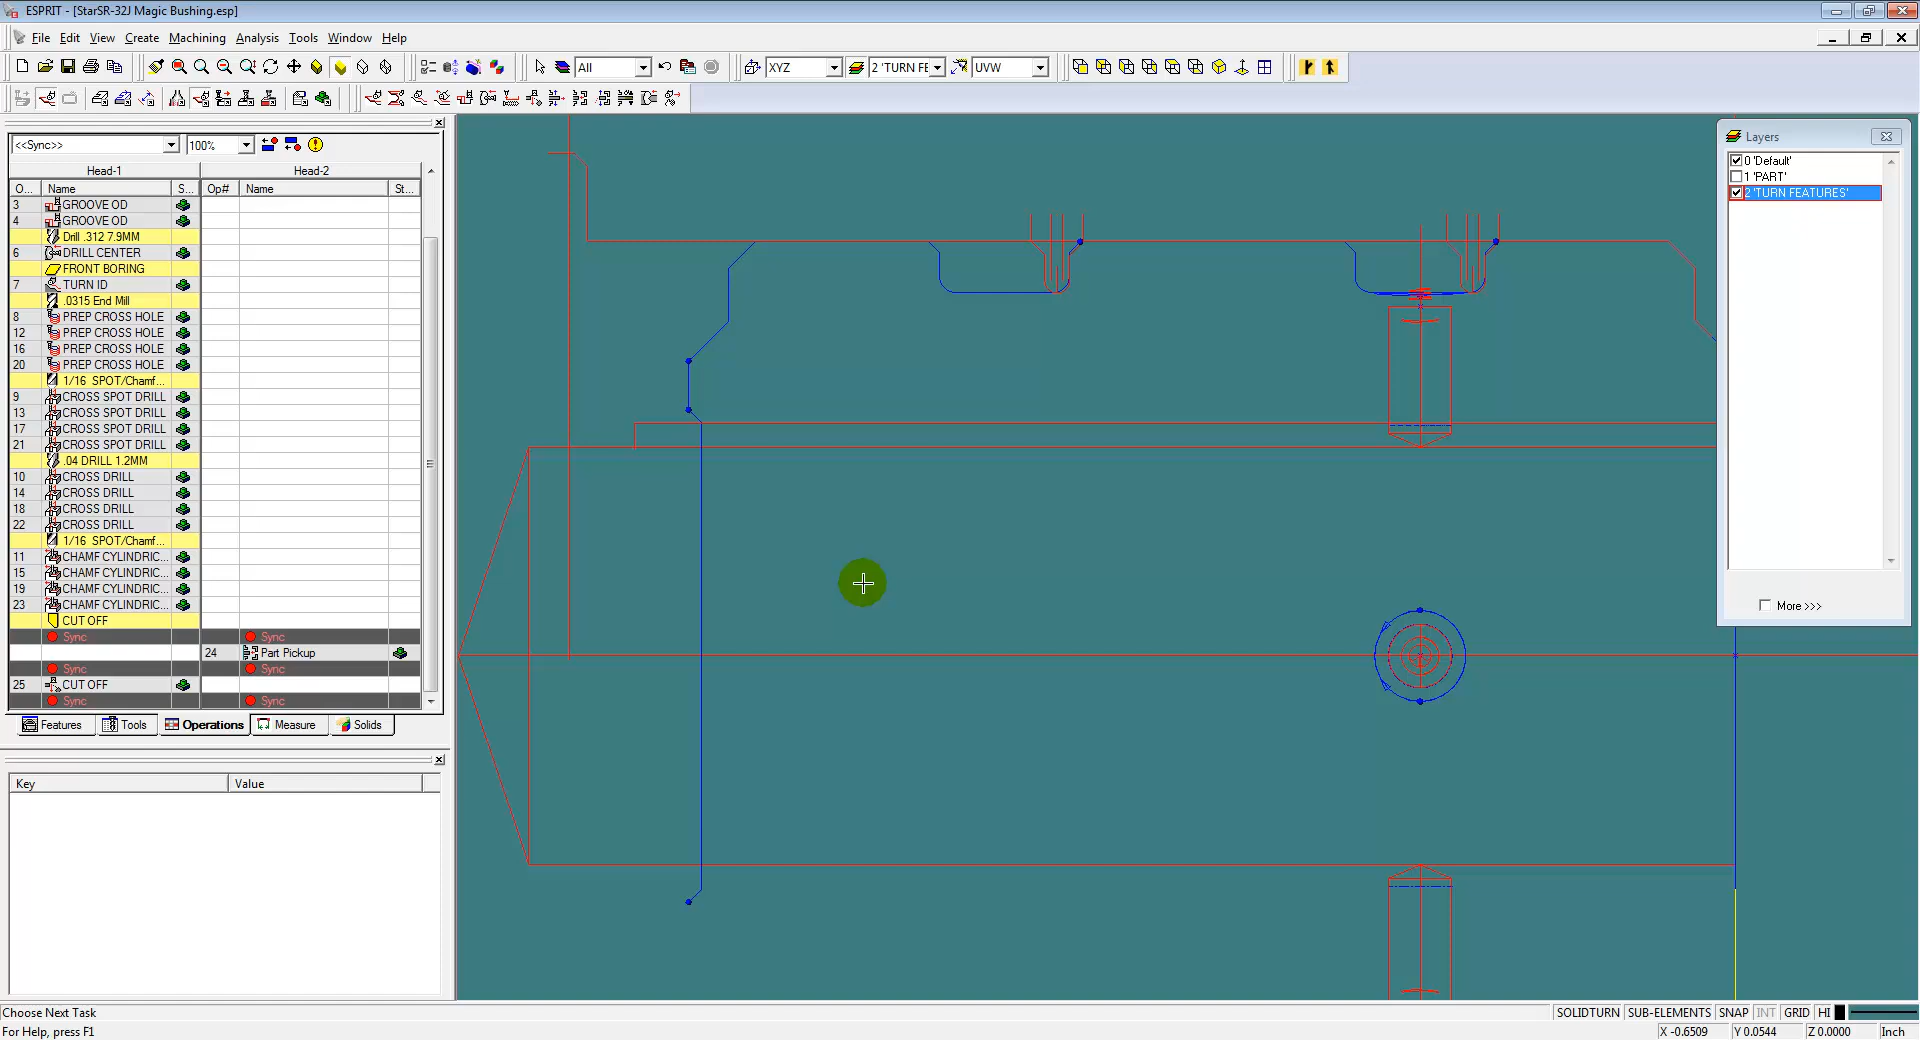 ESPRIT - [StarSR-32J Magic Bushing.esp]
File Edit View Create Machining Analysis Tools Window Help
All XYZ 2 'TURN FE UVW
<<Sync>> 100%
Head-1 Head-2
O... Name S... Op# Name St...
3 GROOVE OD
4 GROOVE OD
Drill .312 7.9MM
6 DRILL CENTER
FRONT BORING
7 TURN ID
.0315 End Mill
8 PREP CROSS HOLE
12 PREP CROSS HOLE
16 PREP CROSS HOLE
20 PREP CROSS HOLE
1/16 SPOT/Chamf...
9 CROSS SPOT DRILL
13 CROSS SPOT DRILL
17 CROSS SPOT DRILL
21 CROSS SPOT DRILL
.04 DRILL 1.2MM
10 CROSS DRILL
14 CROSS DRILL
18 CROSS DRILL
22 CROSS DRILL
1/16 SPOT/Chamf...
11 CHAMF CYLINDRIC...
15 CHAMF CYLINDRIC...
19 CHAMF CYLINDRIC...
23 CHAMF CYLINDRIC...
CUT OFF
Sync Sync
24 Part Pickup
Sync Sync
25 CUT OFF
Sync Sync
Features Tools Operations Measure Solids
Key Value
Layers
0 'Default'
1 'PART'
2 'TURN FEATURES'
More >>>
Choose Next Task SOLIDTURN SUB-ELEMENTS SNAP INT GRID HI
For Help, press F1 X -0.6509 Y 0.0544 Z 0.0000 Inch